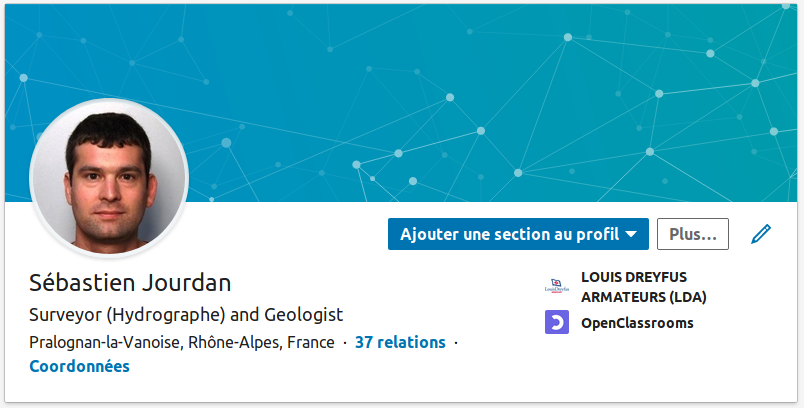 Ajouter une section au profil
Plus...
Sébastien Jourdan
Surveyor (Hydrographe) and Geologist
Pralognan-la-Vanoise, Rhône-Alpes, France · 37 relations ·
Coordonnées
LouisDreyfus
LOUIS DREYFUS
ARMATEURS (LDA)
OpenClassrooms